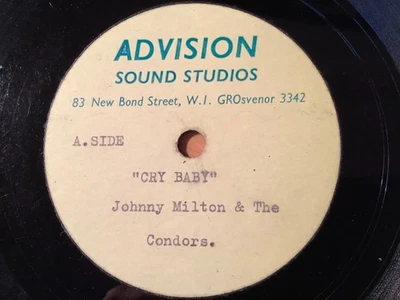 ADVISION
SOUND STUDIOS
83 New Bond Street, W.1. GROsvenor 3342
A.SIDE
"CRY BABY"
Johnny Milton & The
Condors.